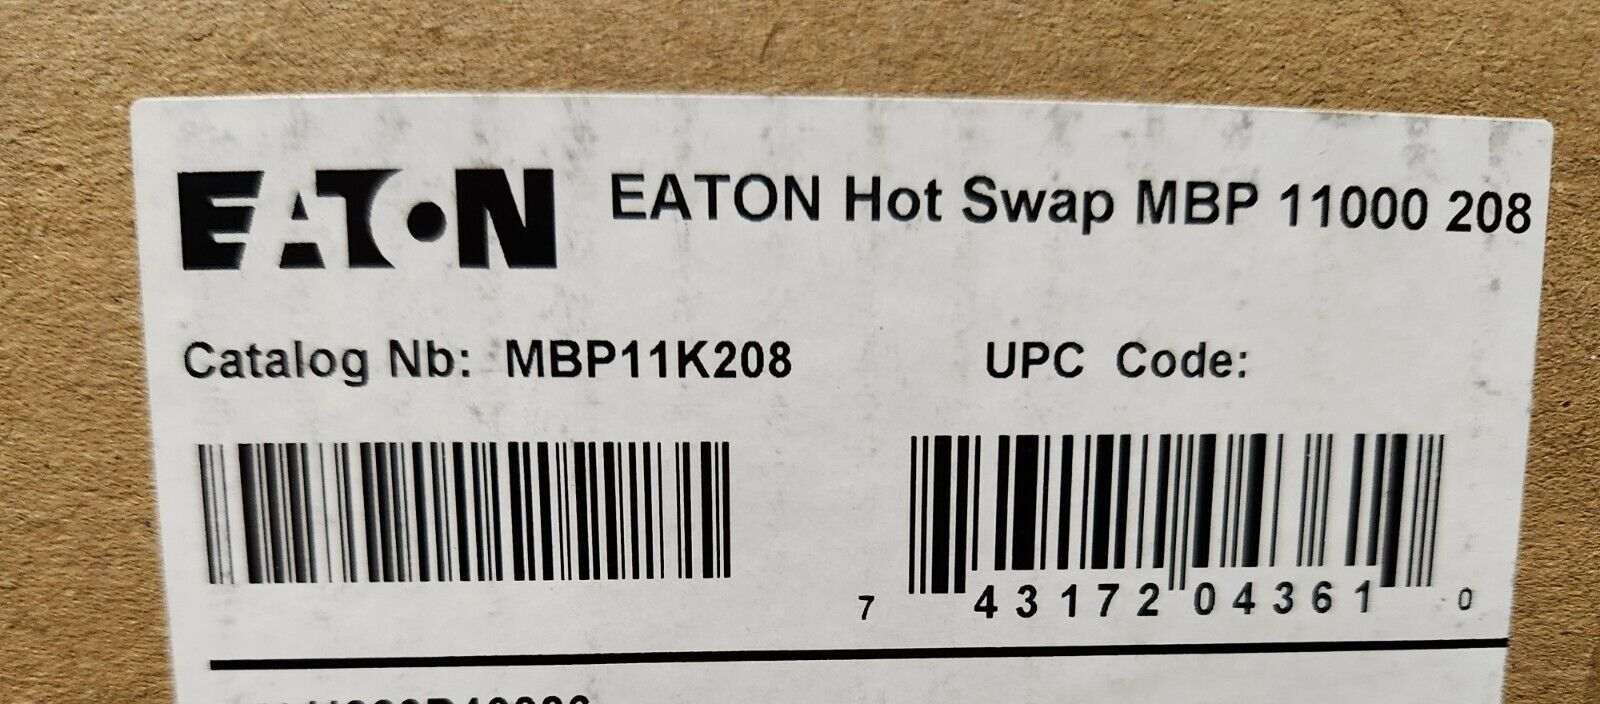 EATON EATON Hot Swap MBP 11000 208
Catalog Nb: MBP11K208 UPC Code:
7 43172 04361 0